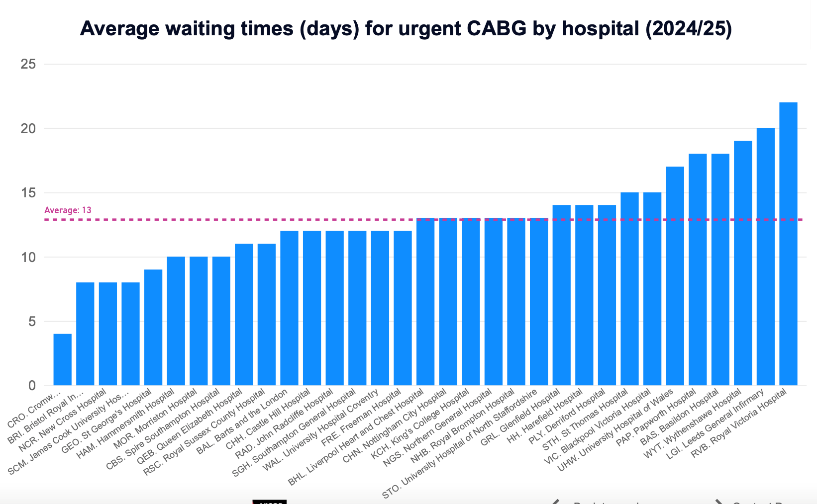 Average waiting times (days) for urgent CABG by hospital (2024/25)
25
20
15
10
5
0
Average: 13
CRO. Cromw...
BRI. Bristol Royal In...
NCR. New Cross Hospital
SCM. James Cook University Hos...
GEO. St George's Hospital
HAM. Hammersmith Hospital
MOR. Morriston Hospital
CBS. Spire Southampton Hospital
QEB. Queen Elizabeth Hospital
RSC. Royal Sussex County Hospital
BAL. Barts and the London
CHH. Castle Hill Hospital
RAD. John Radcliffe Hospital
SGH. Southampton General Hospital
WAL. University Hospital Coventry
FRE. Freeman Hospital
BHL. Liverpool Heart and Chest Hospital
CHN. Nottingham City Hospital
KCH. King's College Hospital
NGS. Northern General Hospital
NHB. Royal Brompton Hospital
STO. University Hospital of North Staffordshire
GRL. Glenfield Hospital
HH. Harefield Hospital
PLY. Derriford Hospital
STH. St Thomas Hospital
VIC. Blackpool Victoria Hospital
UHW. University Hospital of Wales
PAP. Papworth Hospital
BAS. Basildon Hospital
WYT. Wythenshawe Hospital
LGI. Leeds General Infirmary
RVB. Royal Victoria Hospital